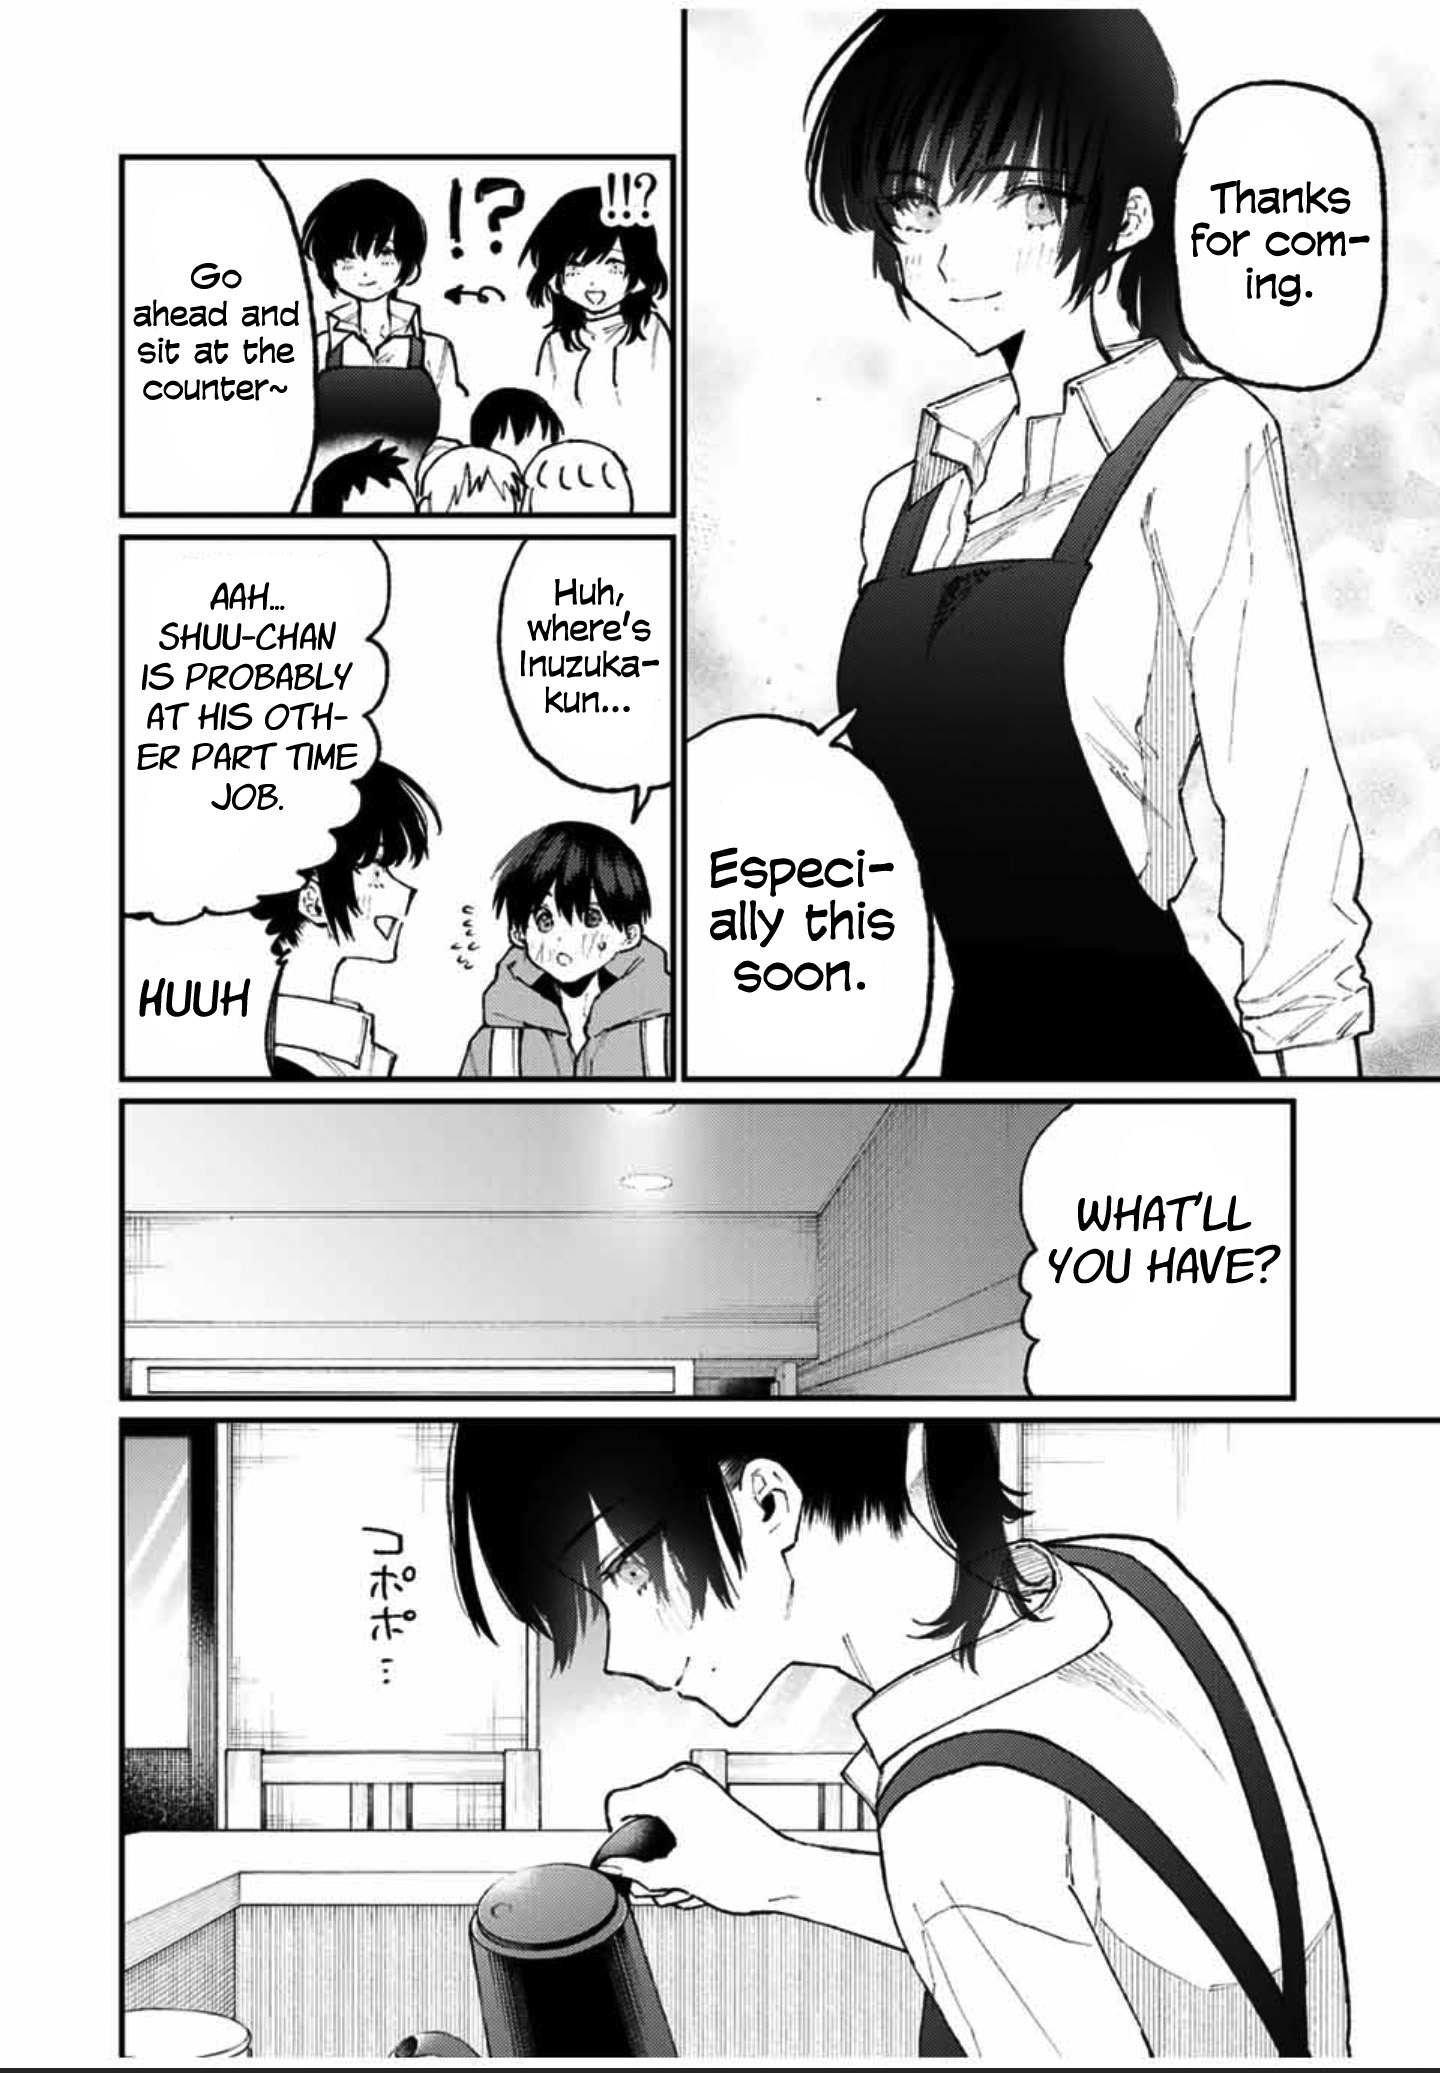 Thanks
for com-
ing.
Especi-
ally this
soon.
!?
!!?
Go
ahead and
sit at the
counter~
Huh,
where's
Inuzuka-
kun...
AAH...
SHUU-CHAN
IS PROBABLY
AT HIS OTH-
ER PART TIME
JOB.
HUUH
WHAT'LL
YOU HAVE?
コポポ…